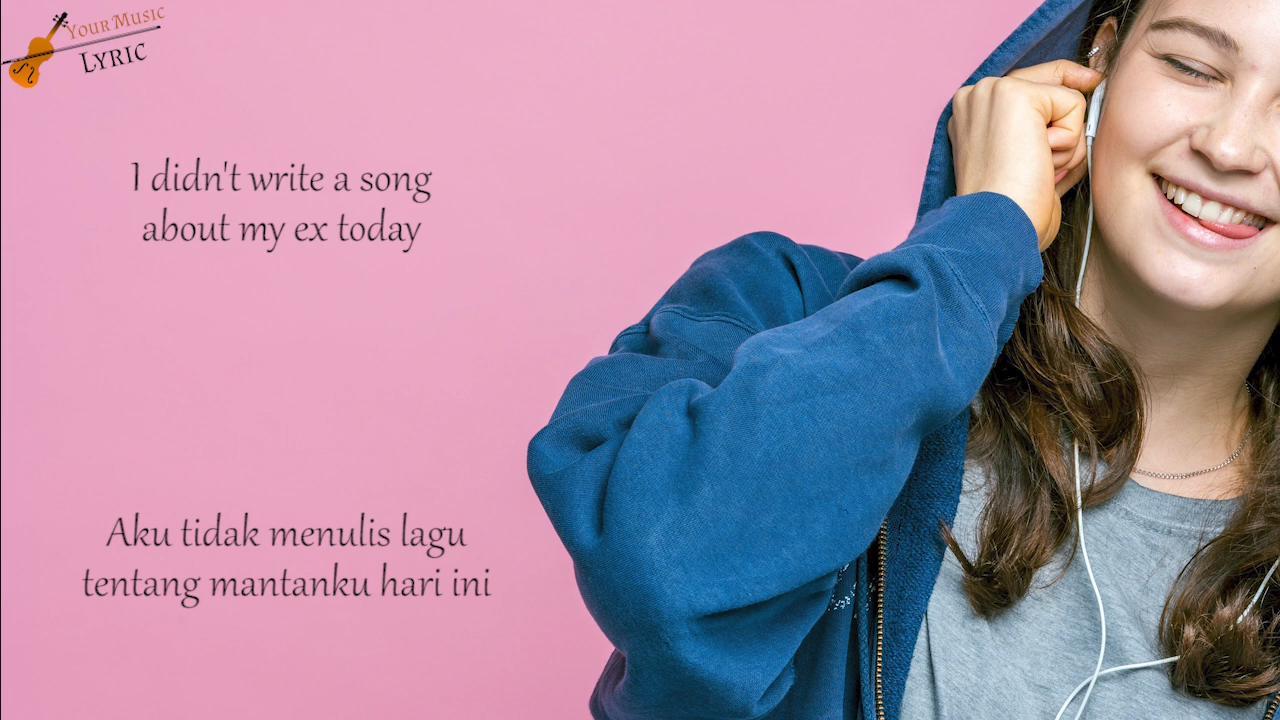 Your Music
Lyric
I didn't write a song
about my ex today
Aku tidak menulis lagu
tentang mantanku hari ini